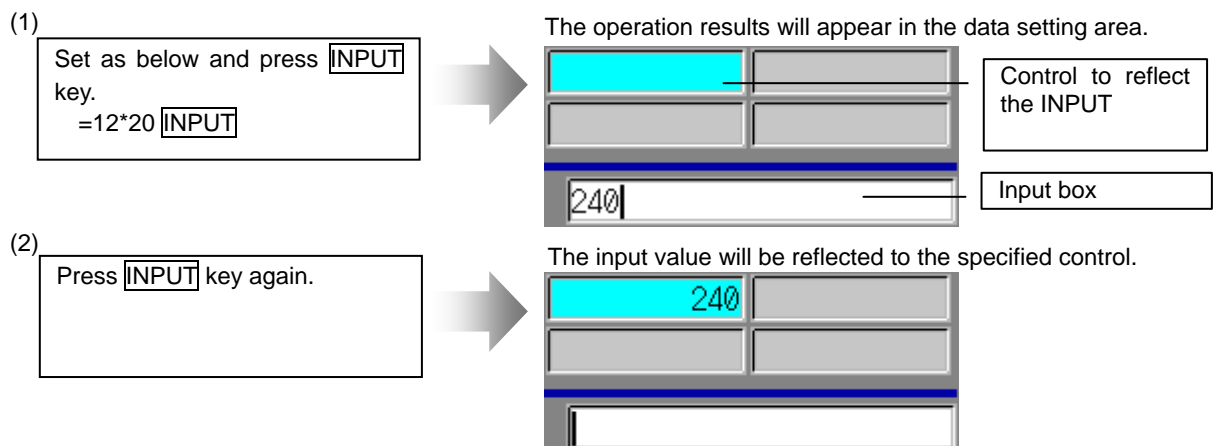 (1)
Set as below and press INPUT
key.
=12*20 INPUT
The operation results will appear in the data setting area.
Control to reflect
the INPUT
240
Input box
(2)
Press INPUT key again.
The input value will be reflected to the specified control.
240